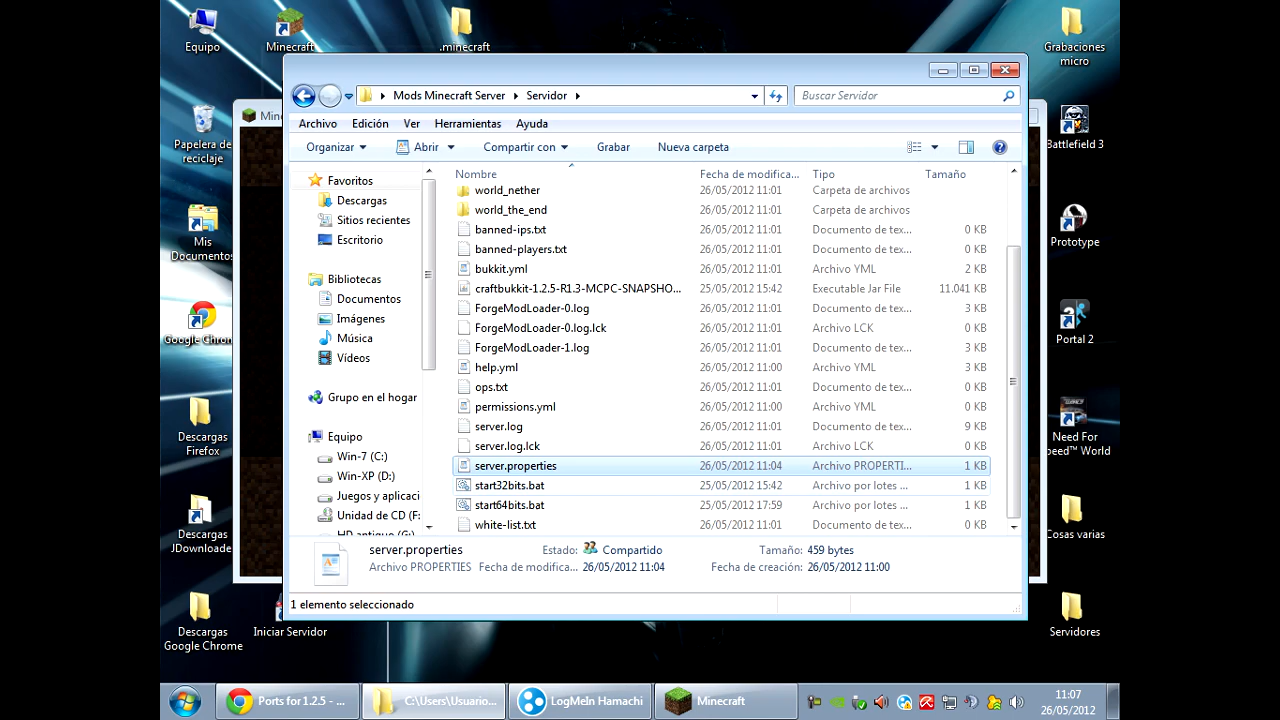 Equipo
Minecraft
.minecraft
Grabaciones
micro
Mods Minecraft Server
Servidor
Buscar Servidor
Archivo
Edición
Ver
Herramientas
Ayuda
Papelera de
reciclaje
Battlefield 3
Organizar
Abrir
Compartir con
Grabar
Nueva carpeta
Favoritos
Descargas
Sitios recientes
Escritorio
Bibliotecas
Documentos
Imágenes
Música
Vídeos
Grupo en el hogar
Equipo
Win-7 (C:)
Win-XP (D:)
Juegos y aplicaci
Unidad de CD (F:
HD antiguo (G:)
Nombre Fecha de modifica... Tipo Tamaño
world_nether 26/05/2012 11:01 Carpeta de archivos
world_the_end 26/05/2012 11:01 Carpeta de archivos
banned-ips.txt 26/05/2012 11:01 Documento de tex... 0 KB
banned-players.txt 26/05/2012 11:01 Documento de tex... 0 KB
bukkit.yml 26/05/2012 11:01 Archivo YML 2 KB
craftbukkit-1.2.5-R1.3-MCPC-SNAPSHO... 25/05/2012 15:42 Executable Jar File 11.041 KB
ForgeModLoader-0.log 26/05/2012 11:01 Documento de tex... 3 KB
ForgeModLoader-0.log.lck 26/05/2012 11:01 Archivo LCK 0 KB
ForgeModLoader-1.log 26/05/2012 11:01 Documento de tex... 3 KB
help.yml 26/05/2012 11:00 Archivo YML 3 KB
ops.txt 26/05/2012 11:01 Documento de tex... 0 KB
permissions.yml 26/05/2012 11:00 Archivo YML 0 KB
server.log 26/05/2012 11:01 Documento de tex... 9 KB
server.log.lck 26/05/2012 11:01 Archivo LCK 0 KB
server.properties 26/05/2012 11:04 Archivo PROPERTI... 1 KB
start32bits.bat 25/05/2012 15:42 Archivo por lotes ... 1 KB
start64bits.bat 25/05/2012 17:59 Archivo por lotes ... 1 KB
white-list.txt 26/05/2012 11:01 Documento de tex... 0 KB
server.properties Estado: Compartido Tamaño: 459 bytes
Archivo PROPERTIES Fecha de modifica... 26/05/2012 11:04 Fecha de creación: 26/05/2012 11:00
1 elemento seleccionado
Mis
Documentos
Google Chrom
Descargas
Firefox
Descargas
JDownloade
Descargas
Google Chrome
Iniciar Servidor
Prototype
Portal 2
Need For
peed™ World
Cosas varias
Servidores
Ports for 1.2.5 - ...
C:\Users\Usuario...
LogMeIn Hamachi
Minecraft
11:07
26/05/2012